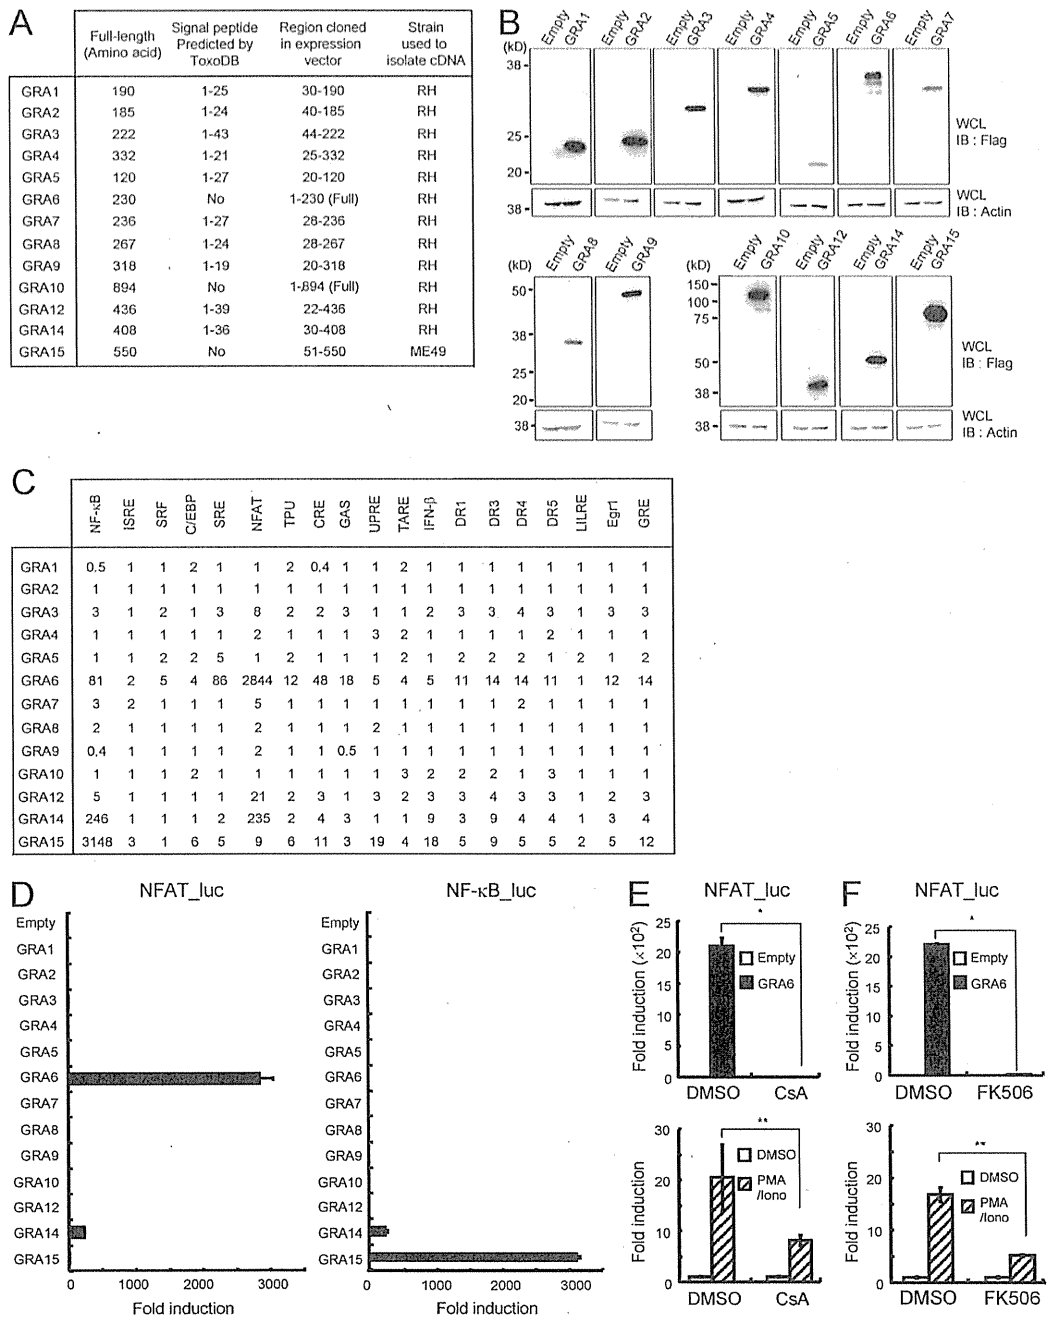 A
Full-length (Amino acid) Signal peptide Predicted by ToxoDB Region cloned in expression vector Strain used to isolate cDNA
GRA1 190 1-25 30-190 RH
GRA2 185 1-24 40-185 RH
GRA3 222 1-43 44-222 RH
GRA4 332 1-21 25-332 RH
GRA5 120 1-27 20-120 RH
GRA6 230 No 1-230 (Full) RH
GRA7 236 1-27 28-236 RH
GRA8 267 1-24 28-267 RH
GRA9 318 1-19 20-318 RH
GRA10 894 No 1-894 (Full) RH
GRA12 436 1-39 22-436 RH
GRA14 408 1-36 30-408 RH
GRA15 550 No 51-550 ME49
B
Empty GRA1 Empty GRA2 Empty GRA3 Empty GRA4 Empty GRA5 Empty GRA6 Empty GRA7
(kD)
38
25
20
WCL
IB : Flag
38
WCL
IB : Actin
Empty GRA8 Empty GRA9
(kD)
50
38
25
20
38
Empty GRA10 Empty GRA12 Empty GRA14 Empty GRA15
(kD)
150
100
75
50
38
WCL
IB : Flag
38
WCL
IB : Actin
C
NF-κB ISRE SRF C/EBP SRE NFAT TPU CRE GAS UPRE TARE IFN-β DR1 DR3 DR4 DR5 LILRE Egr1 GRE
GRA1 0.5 1 1 2 1 1 2 0.4 1 1 2 1 1 1 1 1 1 1 1
GRA2 1 1 1 1 1 1 1 1 1 1 1 1 1 1 1 1 1 1 1
GRA3 3 1 2 1 3 8 2 2 3 1 1 2 3 3 4 3 1 3 3
GRA4 1 1 1 1 1 2 1 1 1 3 2 1 1 1 1 2 1 1 1
GRA5 1 1 2 2 5 1 2 1 1 1 2 1 2 2 2 1 2 1 2
GRA6 81 2 5 4 86 2844 12 48 18 5 4 5 11 14 14 11 1 12 14
GRA7 3 2 1 1 1 5 1 1 1 1 1 1 1 1 2 1 1 1 1
GRA8 2 1 1 1 1 2 1 1 1 2 1 1 1 1 1 1 1 1 1
GRA9 0.4 1 1 1 1 2 1 1 0.5 1 1 1 1 1 1 1 1 1 1
GRA10 1 1 1 2 1 1 1 1 1 1 3 2 2 2 1 3 1 1 1
GRA12 5 1 1 1 1 21 2 3 1 3 2 3 3 4 3 3 1 2 3
GRA14 246 1 1 1 2 235 2 4 3 1 1 9 3 9 4 4 1 3 4
GRA15 3148 3 1 6 5 9 6 11 3 19 4 18 5 9 5 5 2 5 12
D
NFAT_luc
Empty
GRA1
GRA2
GRA3
GRA4
GRA5
GRA6
GRA7
GRA8
GRA9
GRA10
GRA12
GRA14
GRA15
0 1000 2000 3000
Fold induction
NF-κB_luc
Empty
GRA1
GRA2
GRA3
GRA4
GRA5
GRA6
GRA7
GRA8
GRA9
GRA10
GRA12
GRA14
GRA15
0 1000 2000 3000
Fold induction
E
NFAT_luc
Fold induction (×10²)
25
20
15
10
5
0
*
Empty
GRA6
DMSO CsA
Fold induction
30
20
10
0
**
DMSO
PMA
/Iono
DMSO CsA
F
NFAT_luc
Fold induction (×10²)
25
20
15
10
5
0
*
Empty
GRA6
DMSO FK506
Fold induction
30
20
10
0
**
DMSO
PMA
/Iono
DMSO FK506